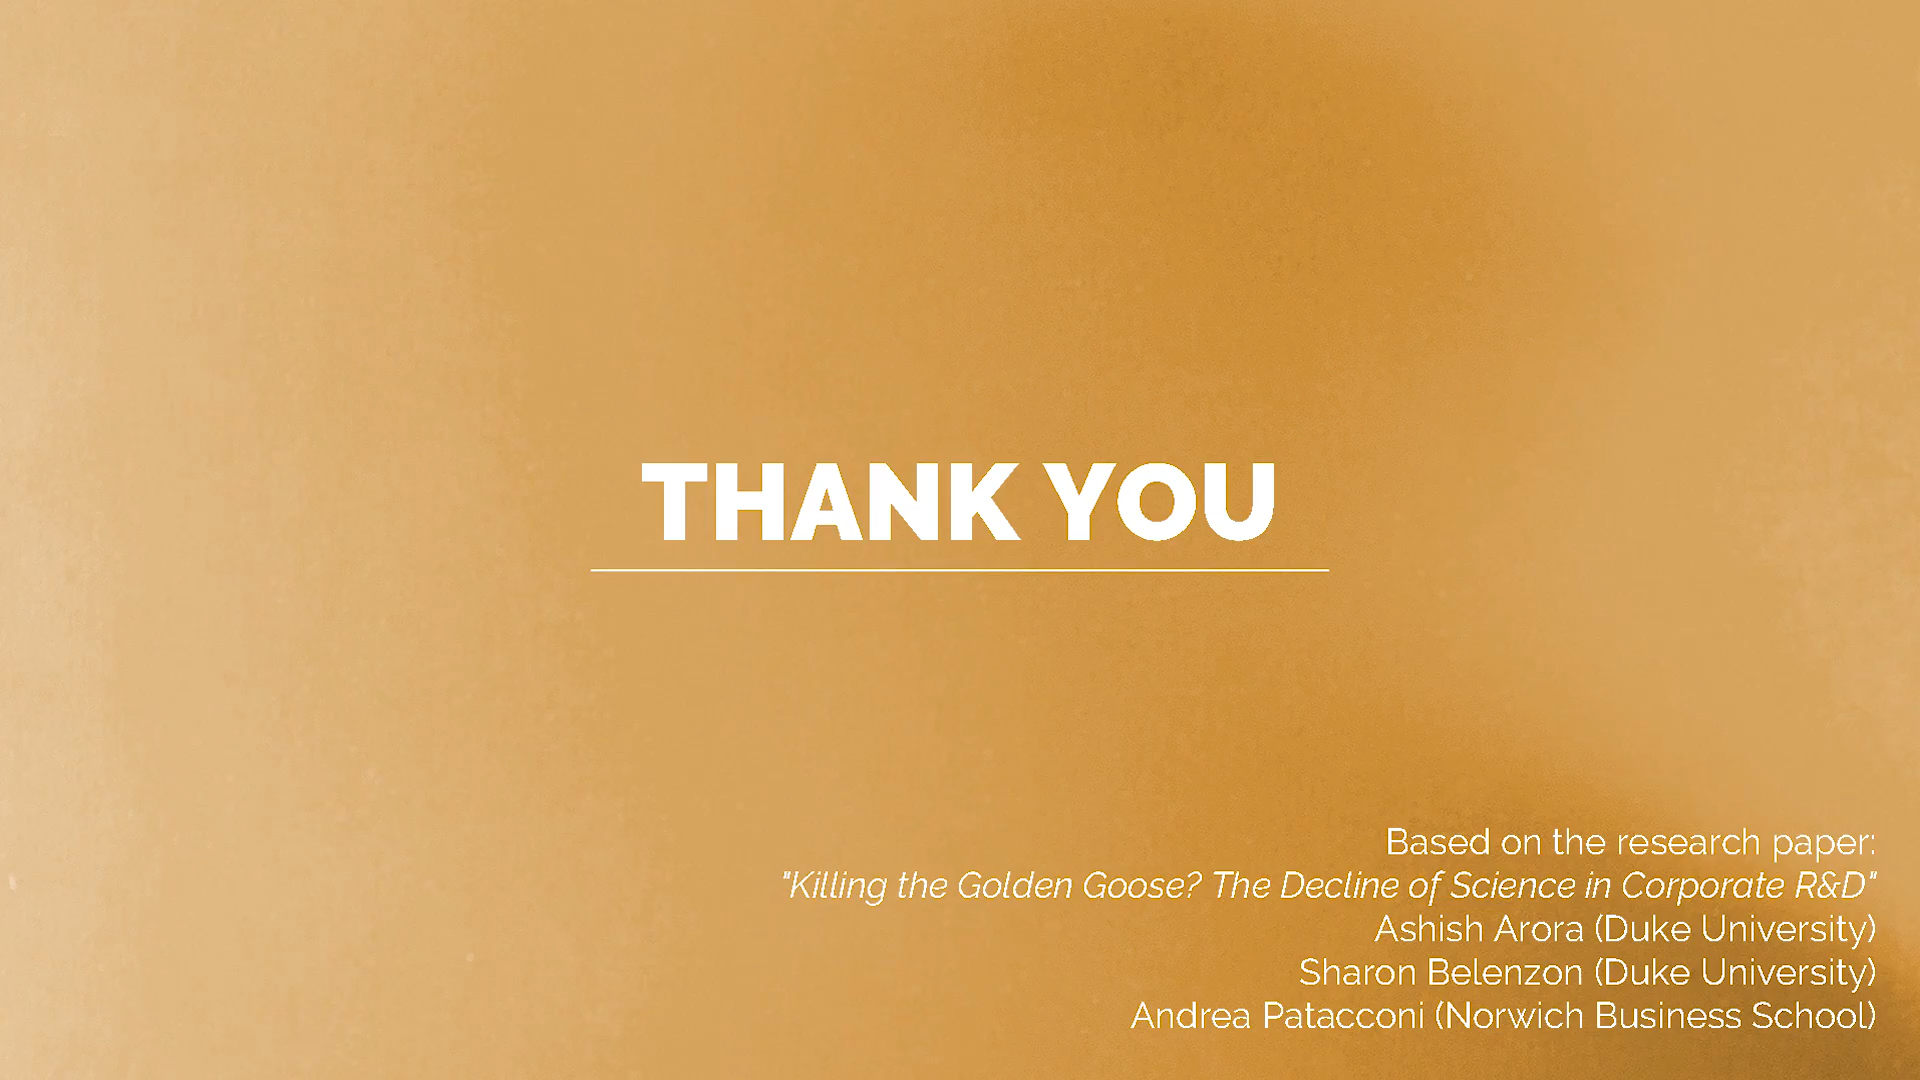 THANK YOU
Based on the research paper:
"Killing the Golden Goose? The Decline of Science in Corporate R&D"
Ashish Arora (Duke University)
Sharon Belenzon (Duke University)
Andrea Patacconi (Norwich Business School)